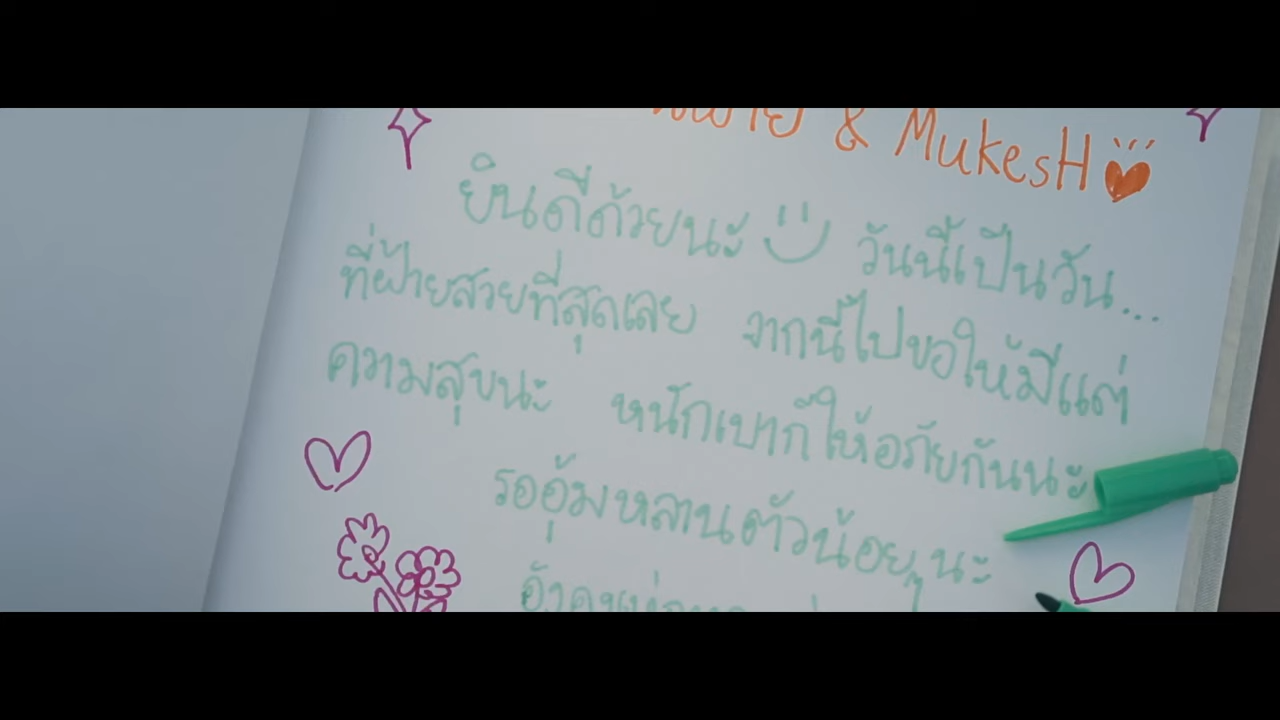 & MukesH
ยินดีด้วยนะ วันนี้เป็นวัน...
ที่ฝ้ายสวยที่สุดเลย จากนี้ไปขอให้มีแต่
ความสุขนะ หนักเบาก็ให้อภัยกันนะ
รออุ้มหลานตัวน้อยๆนะ